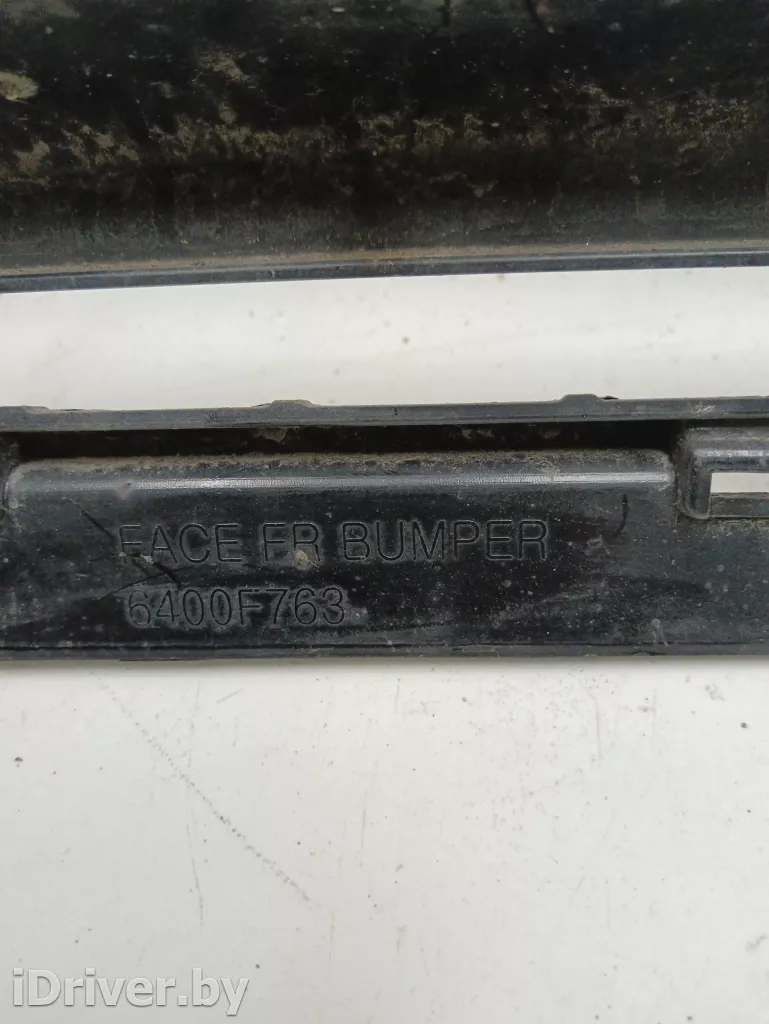 FACE FR BUMPER
6400F763
iDriver.by